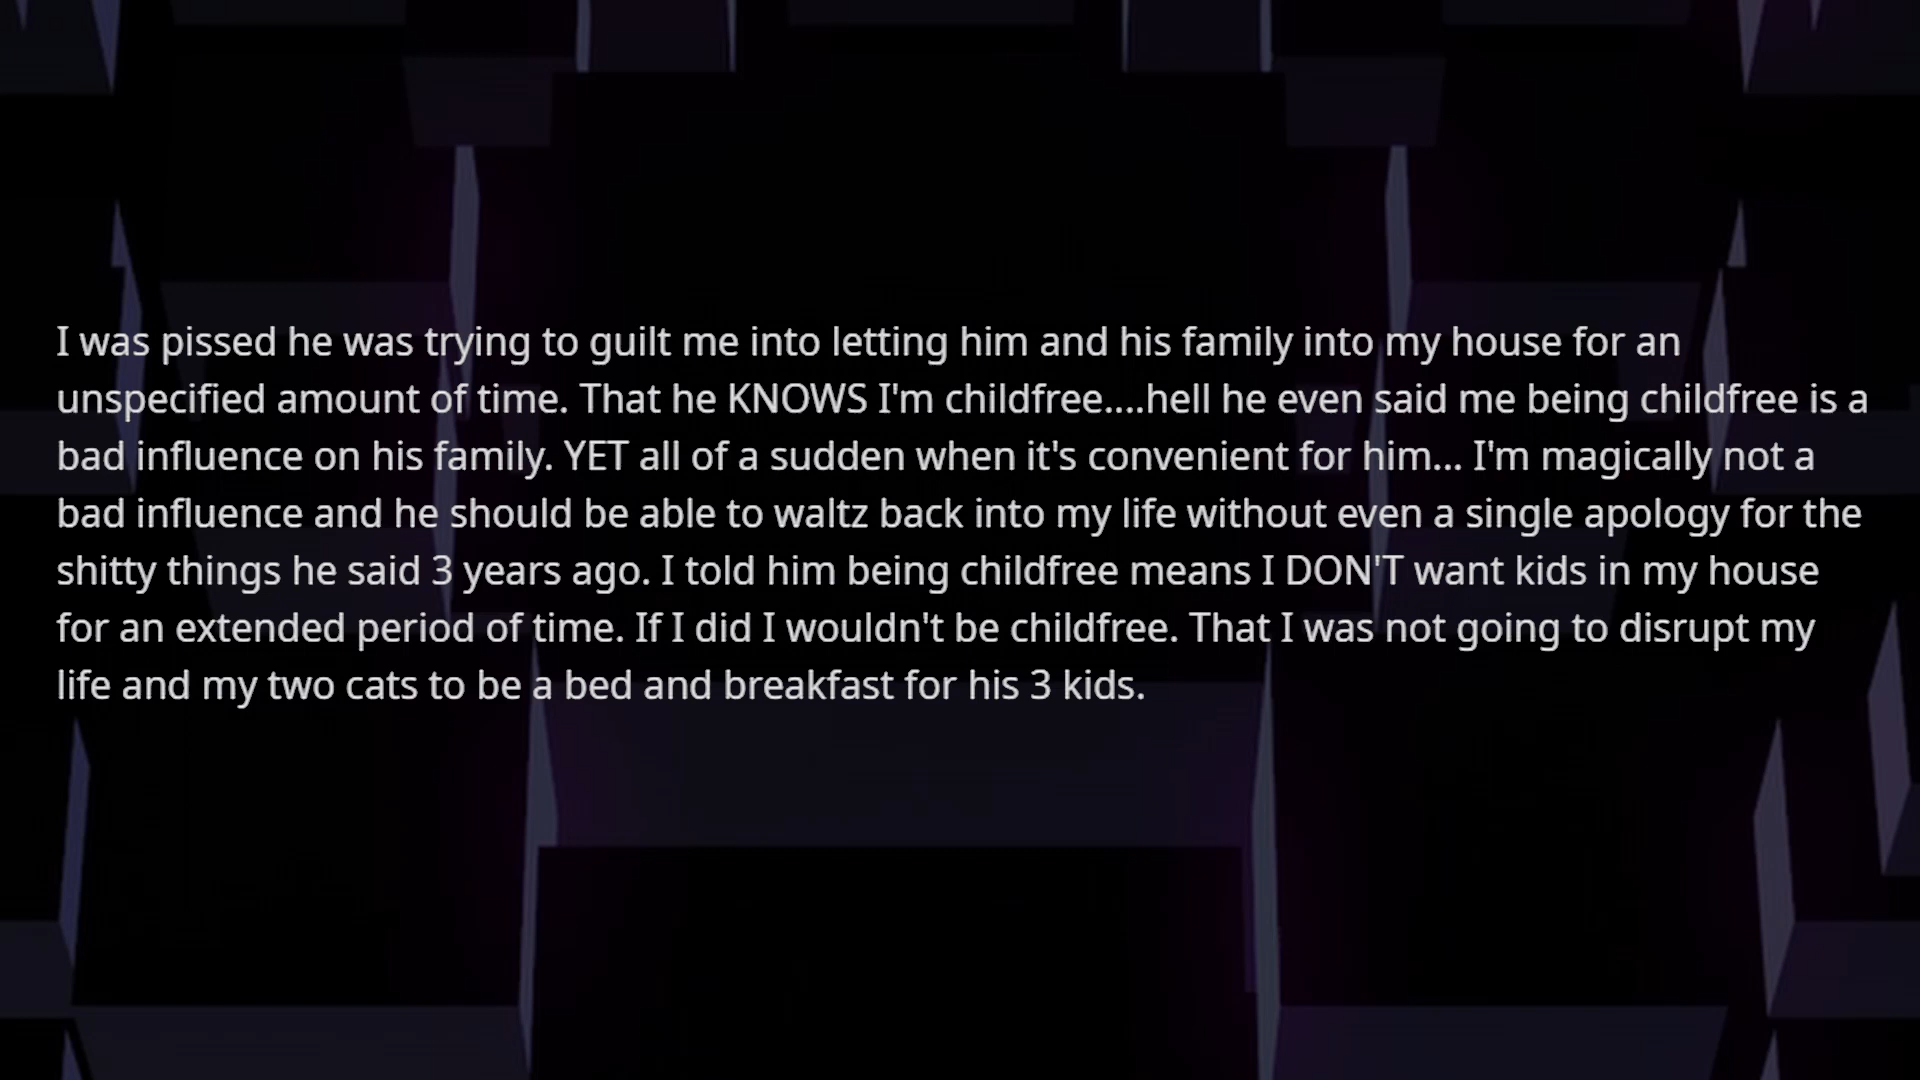 I was pissed he was trying to guilt me into letting him and his family into my house for an
unspecified amount of time. That he KNOWS I'm childfree....hell he even said me being childfree is a
bad influence on his family. YET all of a sudden when it's convenient for him... I'm magically not a
bad influence and he should be able to waltz back into my life without even a single apology for the
shitty things he said 3 years ago. I told him being childfree means I DON'T want kids in my house
for an extended period of time. If I did I wouldn't be childfree. That I was not going to disrupt my
life and my two cats to be a bed and breakfast for his 3 kids.